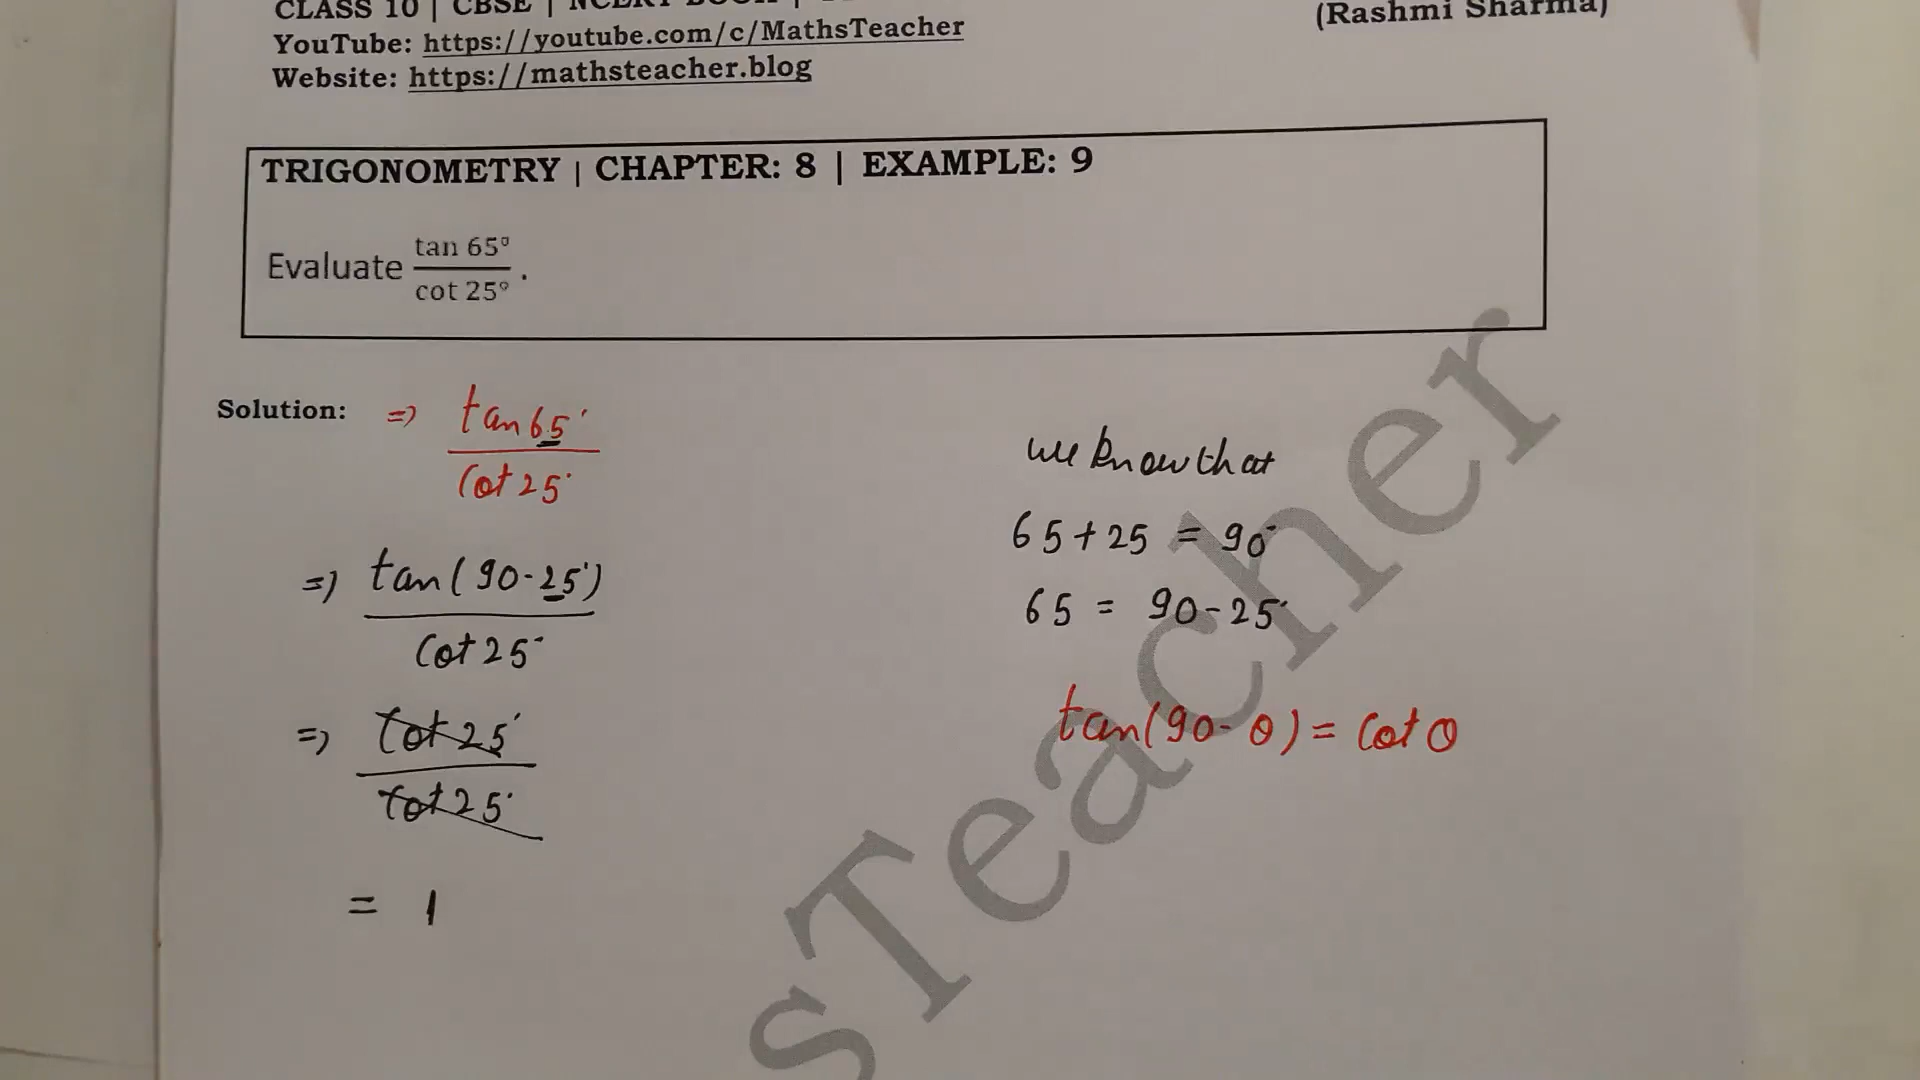 CLASS 10 | CBSE |
(Rashmi Sharma)
YouTube: https://youtube.com/c/MathsTeacher
Website: https://mathsteacher.blog
TRIGONOMETRY | CHAPTER: 8 | EXAMPLE: 9
Evaluate tan 65° / cot 25° .
Solution: => tan 65° / cot 25°
=> tan(90-25°) / cot 25°
=> cot 25° / cot 25°
= 1
we know that
65+25 = 90°
65 = 90-25°
tan(90-θ) = cot θ
sTeacher